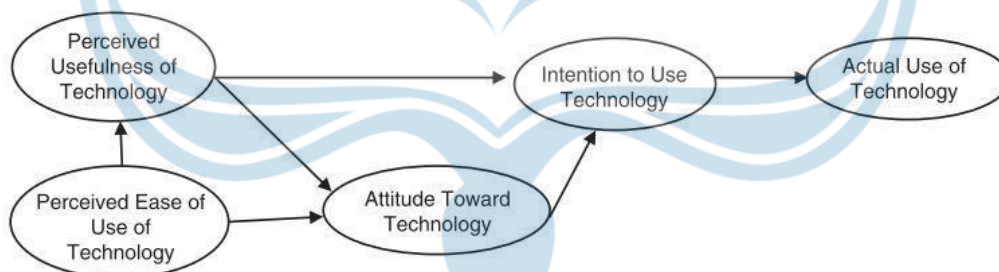 Perceived
Usefulness of
Technology
Intention to Use
Technology
Actual Use of
Technology
Perceived Ease of
Use of
Technology
Attitude Toward
Technology